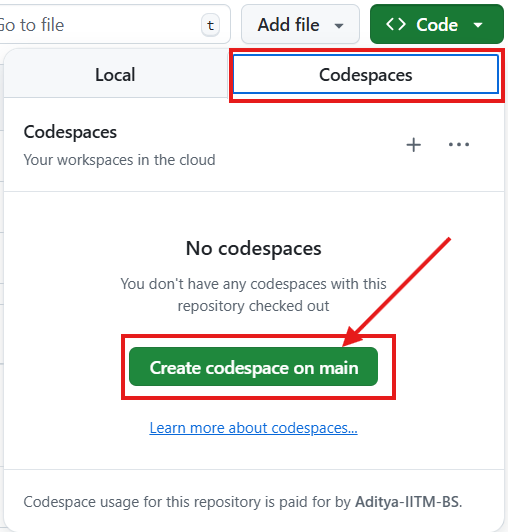 Go to file
t
Add file
Code
Local
Codespaces
Codespaces
Your workspaces in the cloud
No codespaces
You don't have any codespaces with this
repository checked out
Create codespace on main
Learn more about codespaces...
Codespace usage for this repository is paid for by Aditya-IITM-BS.